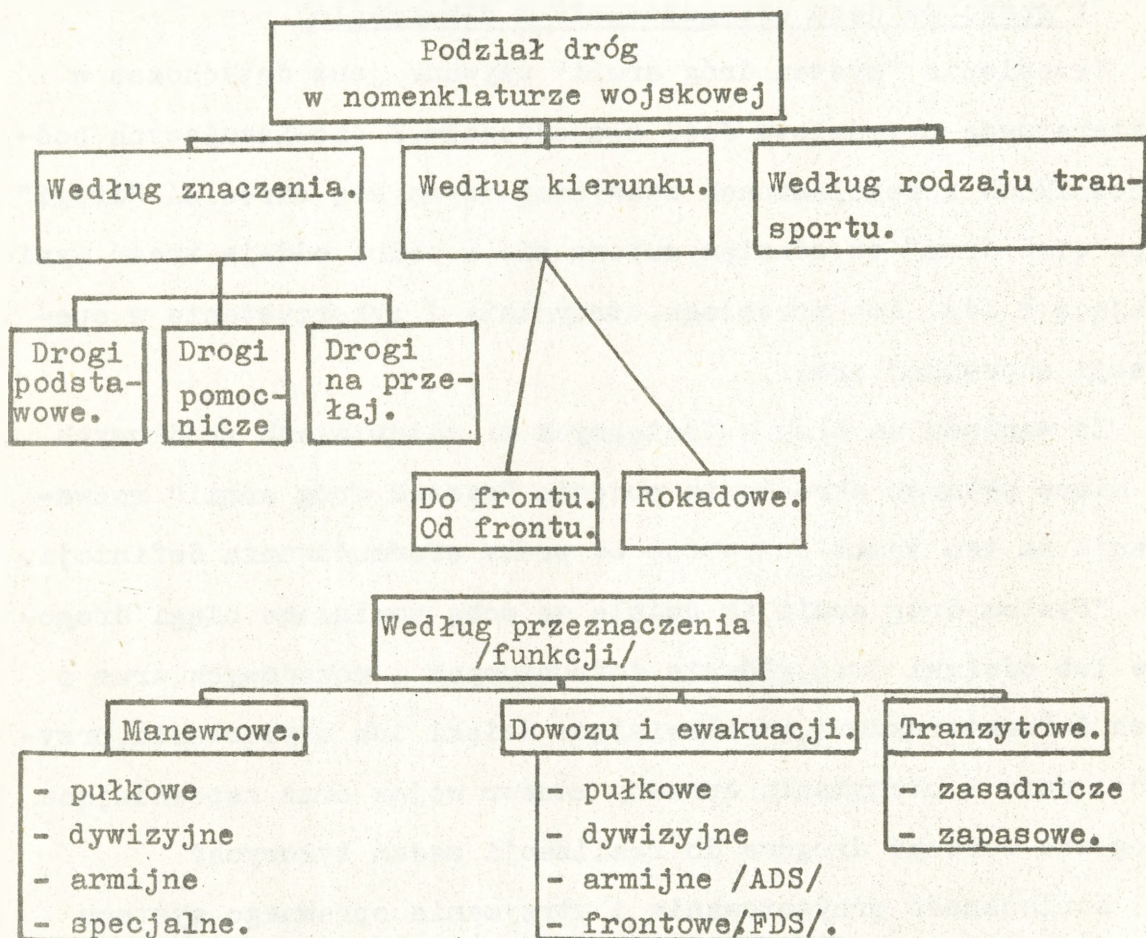 Podział dróg
w nomenklaturze wojskowej
Według znaczenia.
Według kierunku.
Według rodzaju tran-
sportu.
Drogi
podsta-
wowe.
Drogi
pomoc-
nicze
Drogi
na prze-
łaj.
Do frontu.
Od frontu.
Rokadowe.
Według przeznaczenia
/funkcji/
Manewrowe.
- pułkowe
- dywizyjne
- armijne
- specjalne.
Dowozu i ewakuacji.
- pułkowe
- dywizyjne
- armijne /ADS/
- frontowe/FDS/.
Tranzytowe.
- zasadnicze
- zapasowe.